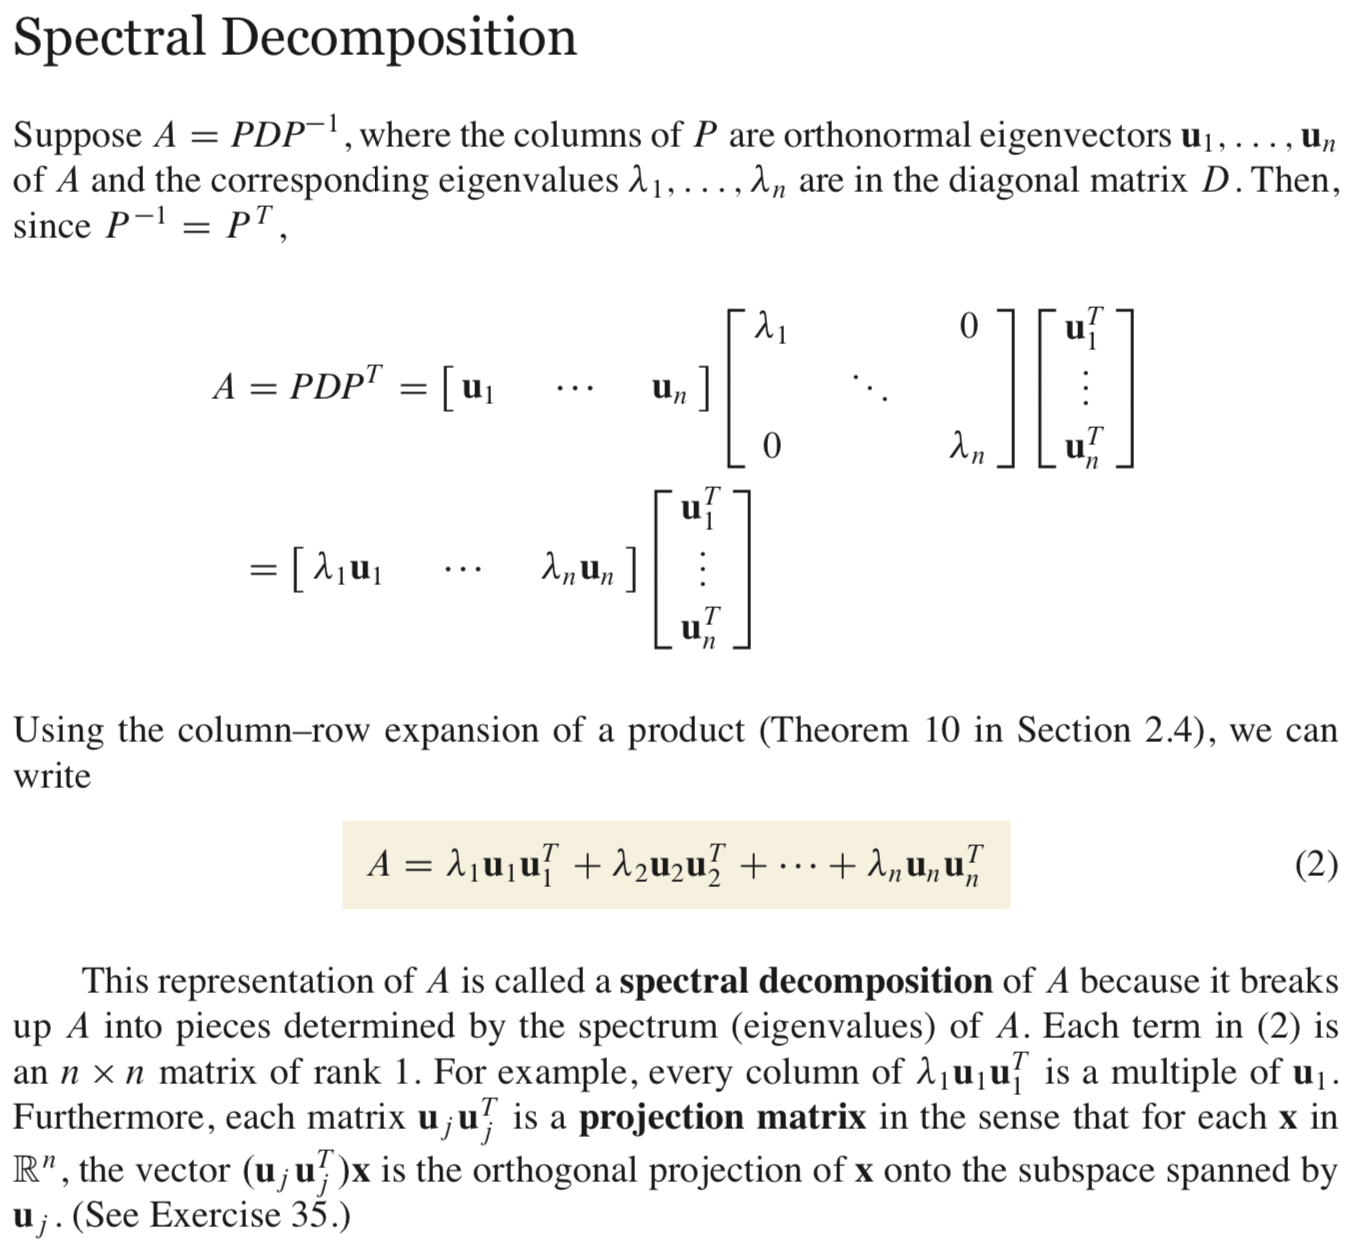 Spectral Decomposition
Suppose A = PDP⁻¹, where the columns of P are orthonormal eigenvectors u₁, . . . , uₙ
of A and the corresponding eigenvalues λ₁, . . . , λₙ are in the diagonal matrix D. Then,
since P⁻¹ = Pᵀ,
A = PDPᵀ = [ u₁ ⋯ uₙ ] [ λ₁ 0 ⋱ 0 λₙ ] [ u₁ᵀ ⋮ uₙᵀ ]
= [ λ₁u₁ ⋯ λₙuₙ ] [ u₁ᵀ ⋮ uₙᵀ ]
Using the column–row expansion of a product (Theorem 10 in Section 2.4), we can
write
A = λ₁u₁u₁ᵀ + λ₂u₂u₂ᵀ + ⋯ + λₙuₙuₙᵀ (2)
This representation of A is called a spectral decomposition of A because it breaks
up A into pieces determined by the spectrum (eigenvalues) of A. Each term in (2) is
an n × n matrix of rank 1. For example, every column of λ₁u₁u₁ᵀ is a multiple of u₁.
Furthermore, each matrix uⱼuⱼᵀ is a projection matrix in the sense that for each x in
ℝⁿ, the vector (uⱼuⱼᵀ)x is the orthogonal projection of x onto the subspace spanned by
uⱼ. (See Exercise 35.)